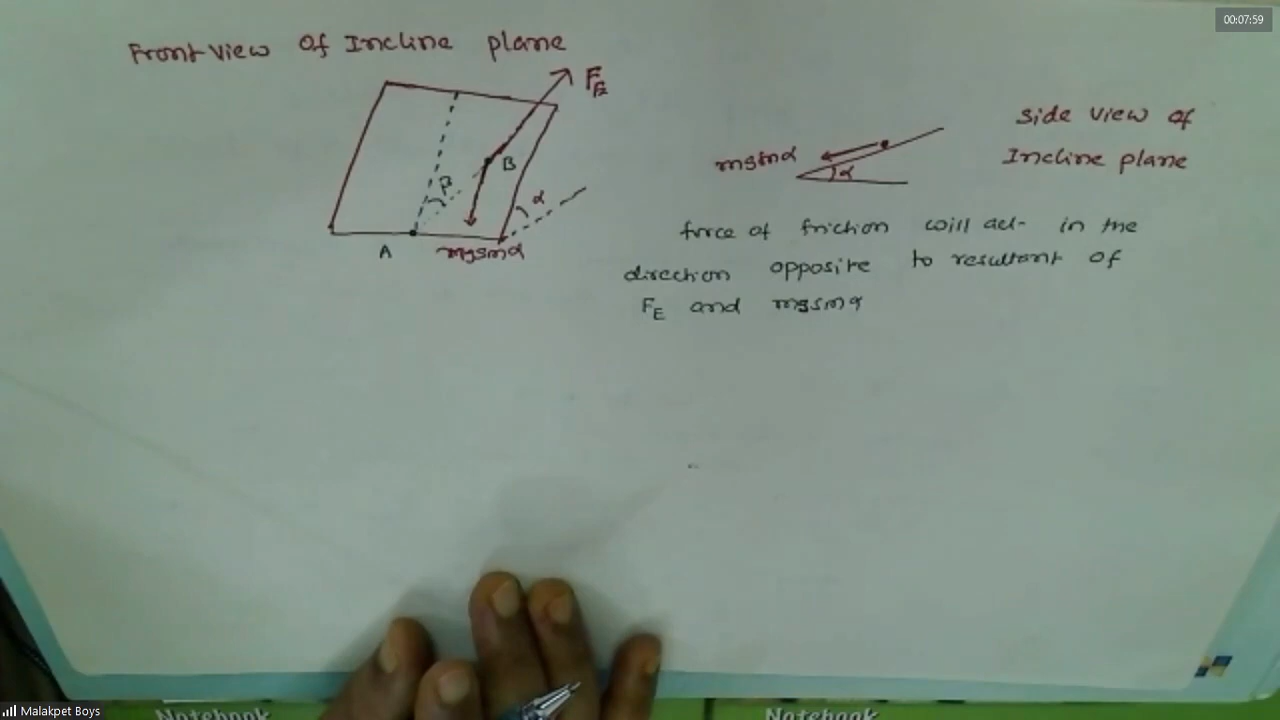 00:07:59
Front view of Incline plane
FE
B
β
α
A
mgsinα
side view of
Incline plane
mgsinα
α
force of friction will act in the
direction opposite to resultant of
FE and mgsinα
Malakpet Boys
Notebook
Notebook